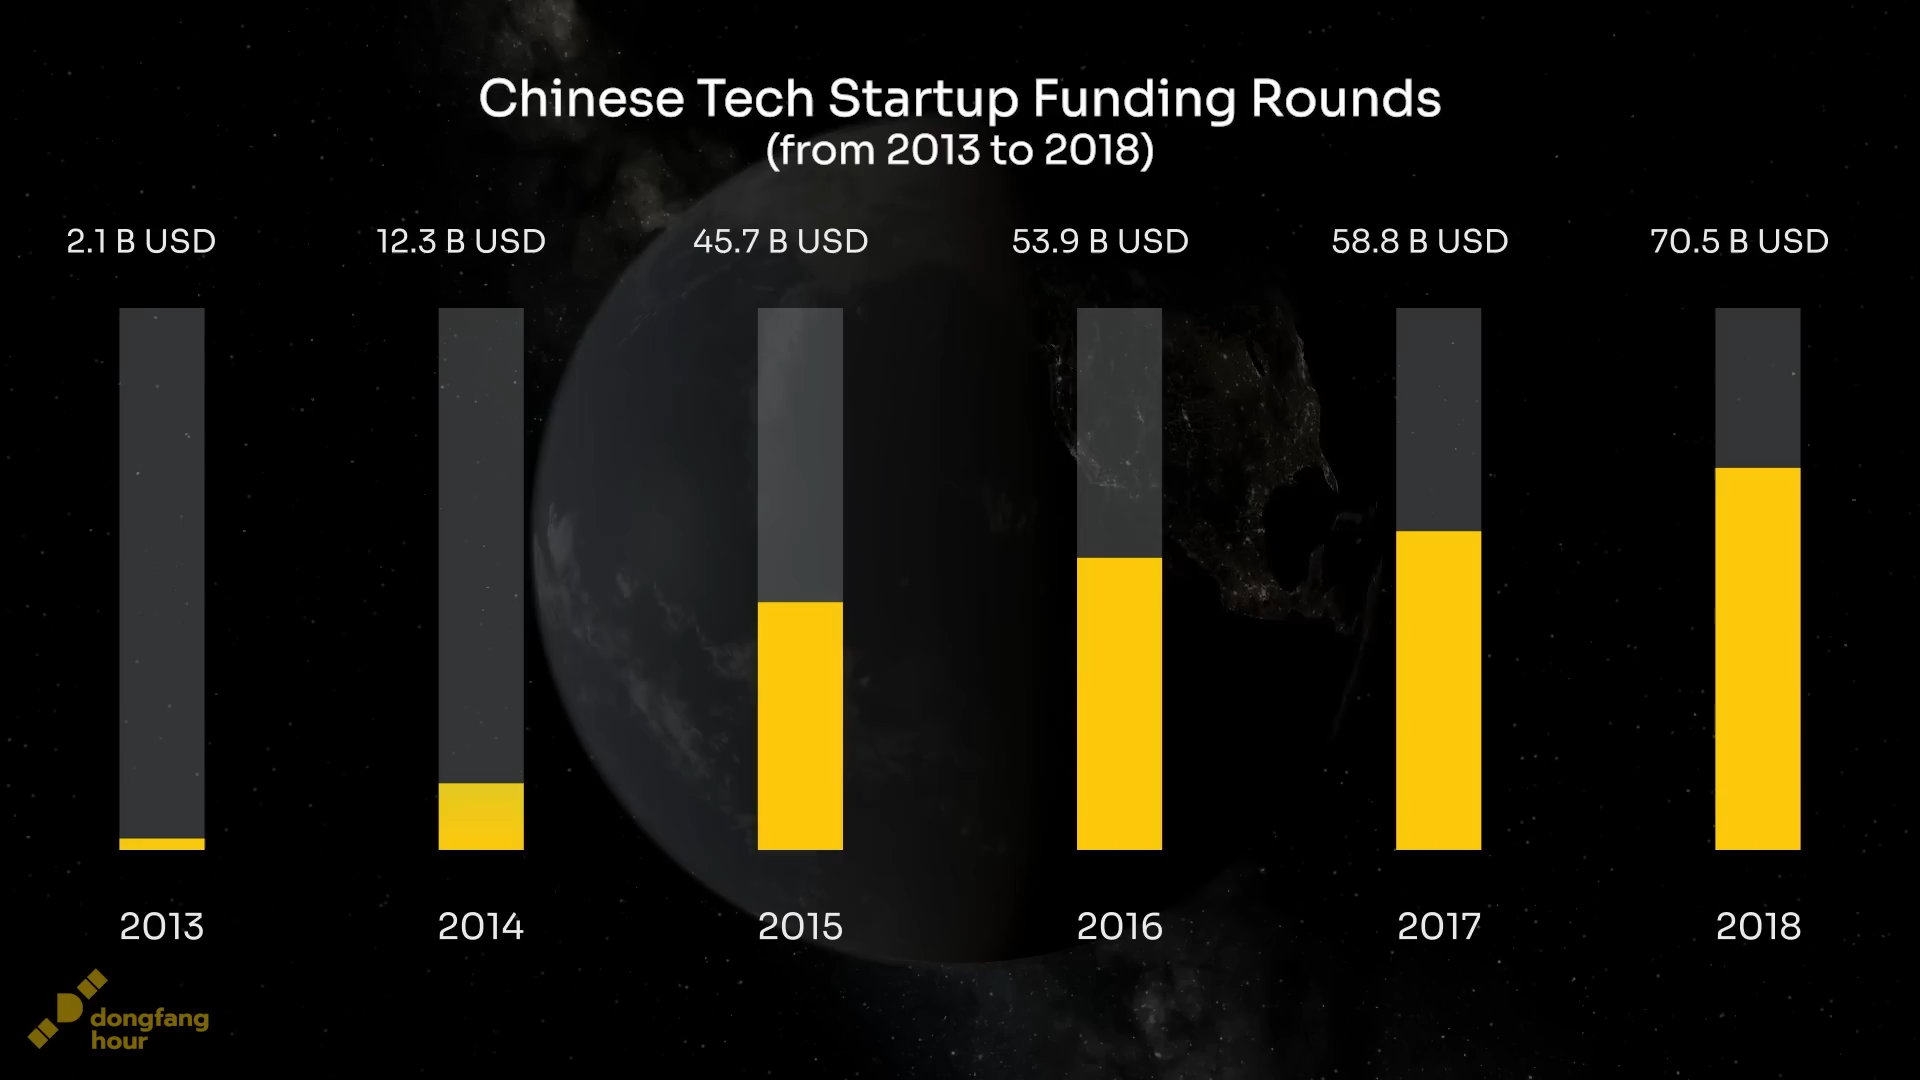 Chinese Tech Startup Funding Rounds
(from 2013 to 2018)
2.1 B USD
12.3 B USD
45.7 B USD
53.9 B USD
58.8 B USD
70.5 B USD
2013
2014
2015
2016
2017
2018
dongfang
hour